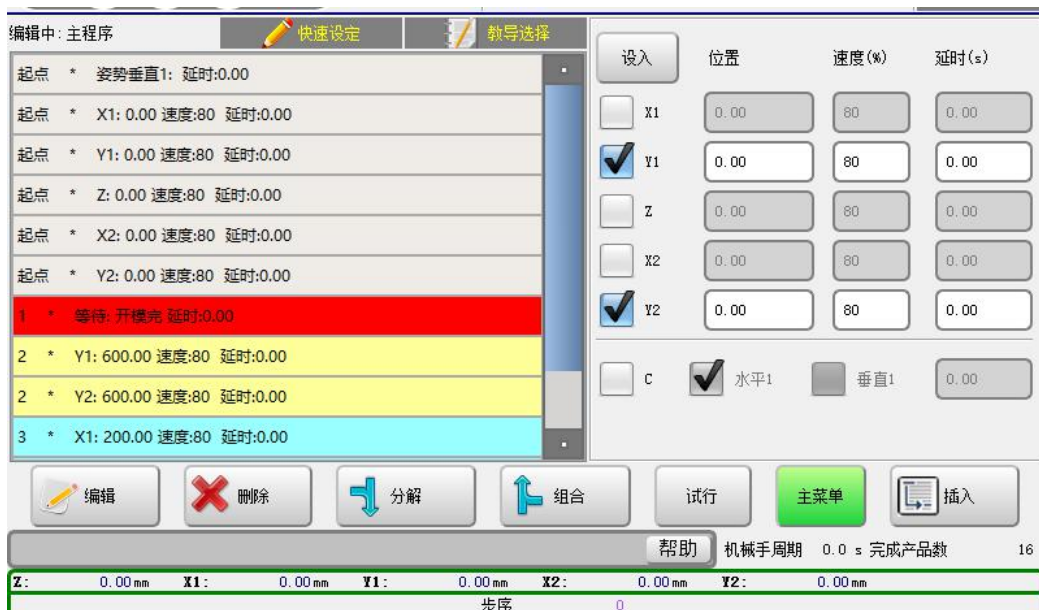 编辑中:主程序 快速设定 教导选择
起点 * 姿势垂直1: 延时:0.00
起点 * X1: 0.00 速度:80 延时:0.00
起点 * Y1: 0.00 速度:80 延时:0.00
起点 * Z: 0.00 速度:80 延时:0.00
起点 * X2: 0.00 速度:80 延时:0.00
起点 * Y2: 0.00 速度:80 延时:0.00
1 * 等待: 开模完 延时:0.00
2 * Y1: 600.00 速度:80 延时:0.00
2 * Y2: 600.00 速度:80 延时:0.00
3 * X1: 200.00 速度:80 延时:0.00
设入 位置 速度(%) 延时(s)
X1 0.00 80 0.00
Y1 0.00 80 0.00
Z 0.00 80 0.00
X2 0.00 80 0.00
Y2 0.00 80 0.00
C 水平1 垂直1 0.00
编辑 删除 分解 组合 试行 主菜单 插入
帮助 机械手周期 0.0 s 完成产品数 16
Z: 0.00mm X1: 0.00mm Y1: 0.00mm X2: 0.00mm Y2: 0.00mm
步序 0